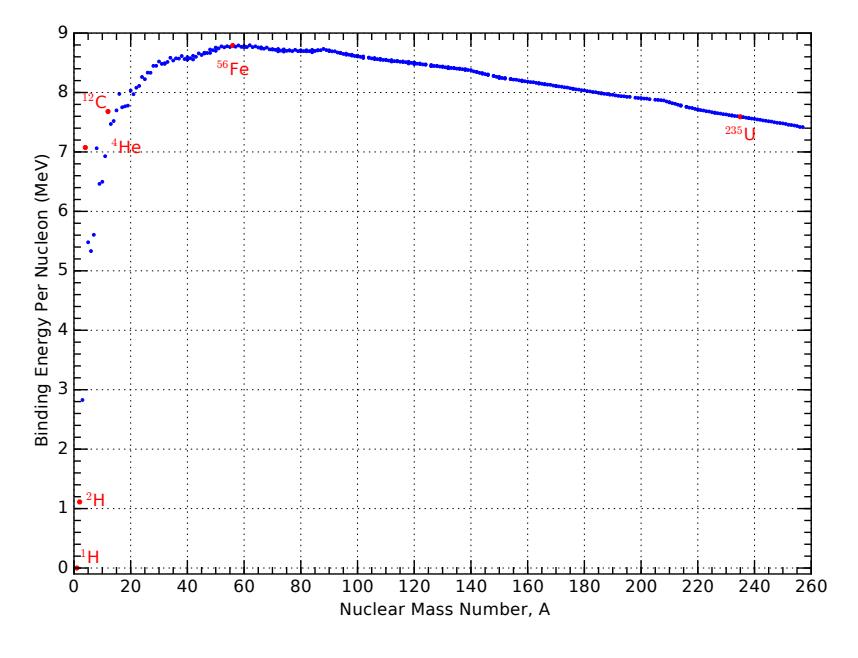 9
8
7
6
5
4
3
2
1
0
Binding Energy Per Nucleon (MeV)
⁵⁶Fe
¹²C
⁴He
²³⁵U
²H
¹H
0 20 40 60 80 100 120 140 160 180 200 220 240 260
Nuclear Mass Number, A